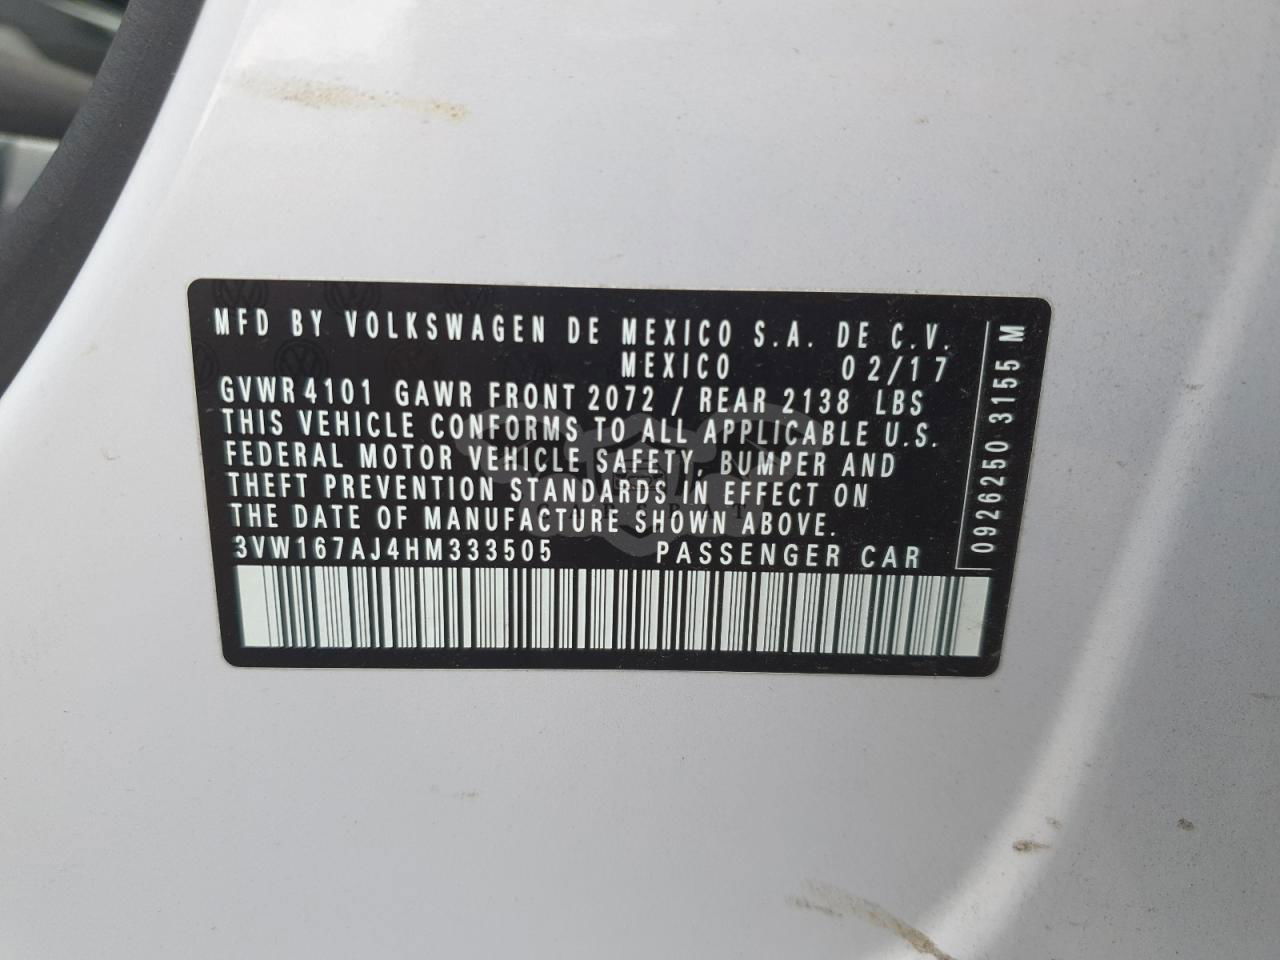 MFD BY VOLKSWAGEN DE MEXICO S.A. DE C.V.
MEXICO 02/17
GVWR 4101 GAWR FRONT 2072 / REAR 2138 LBS
THIS VEHICLE CONFORMS TO ALL APPLICABLE U.S.
FEDERAL MOTOR VEHICLE SAFETY, BUMPER AND
THEFT PREVENTION STANDARDS IN EFFECT ON
THE DATE OF MANUFACTURE SHOWN ABOVE.
3VW167AJ4HM333505 PASSENGER CAR
0926250 3155 M